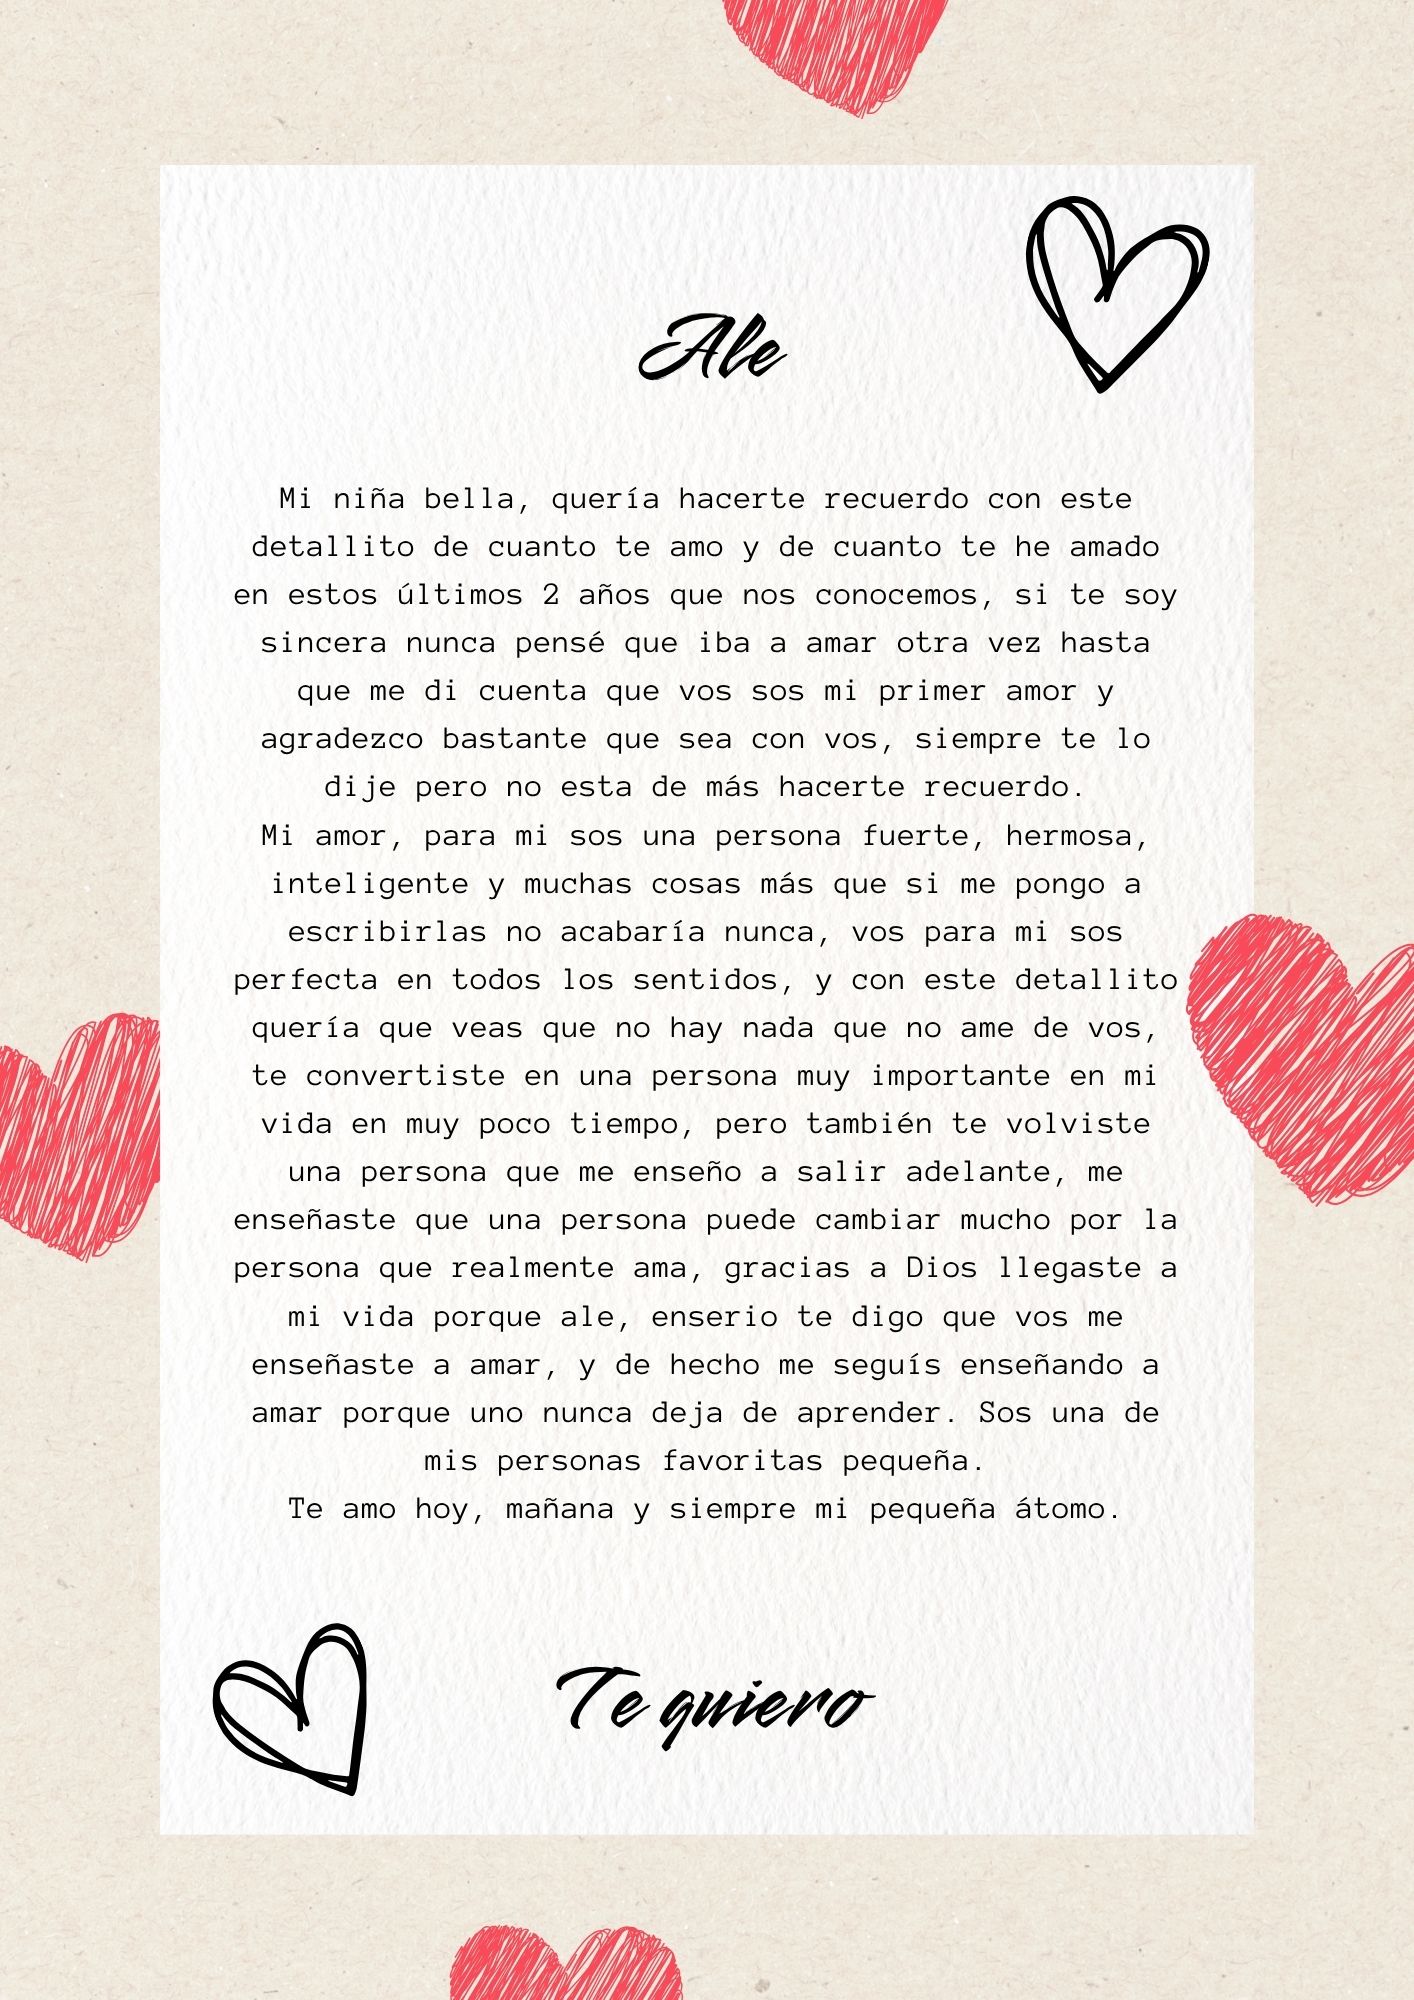 Ale
Mi niña bella, quería hacerte recuerdo con este
detallito de cuanto te amo y de cuanto te he amado
en estos últimos 2 años que nos conocemos, si te soy
sincera nunca pensé que iba a amar otra vez hasta
que me di cuenta que vos sos mi primer amor y
agradezco bastante que sea con vos, siempre te lo
dije pero no esta de más hacerte recuerdo.
Mi amor, para mi sos una persona fuerte, hermosa,
inteligente y muchas cosas más que si me pongo a
escribirlas no acabaría nunca, vos para mi sos
perfecta en todos los sentidos, y con este detallito
quería que veas que no hay nada que no ame de vos,
te convertiste en una persona muy importante en mi
vida en muy poco tiempo, pero también te volviste
una persona que me enseño a salir adelante, me
enseñaste que una persona puede cambiar mucho por la
persona que realmente ama, gracias a Dios llegaste a
mi vida porque ale, enserio te digo que vos me
enseñaste a amar, y de hecho me seguís enseñando a
amar porque uno nunca deja de aprender. Sos una de
mis personas favoritas pequeña.
Te amo hoy, mañana y siempre mi pequeña átomo.
Te quiero